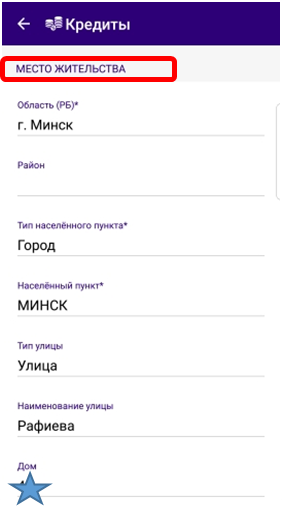 Кредиты
МЕСТО ЖИТЕЛЬСТВА
Область (РБ)*
г. Минск
Район
Тип населённого пункта*
Город
Населённый пункт*
МИНСК
Тип улицы
Улица
Наименование улицы
Рафиева
Дом